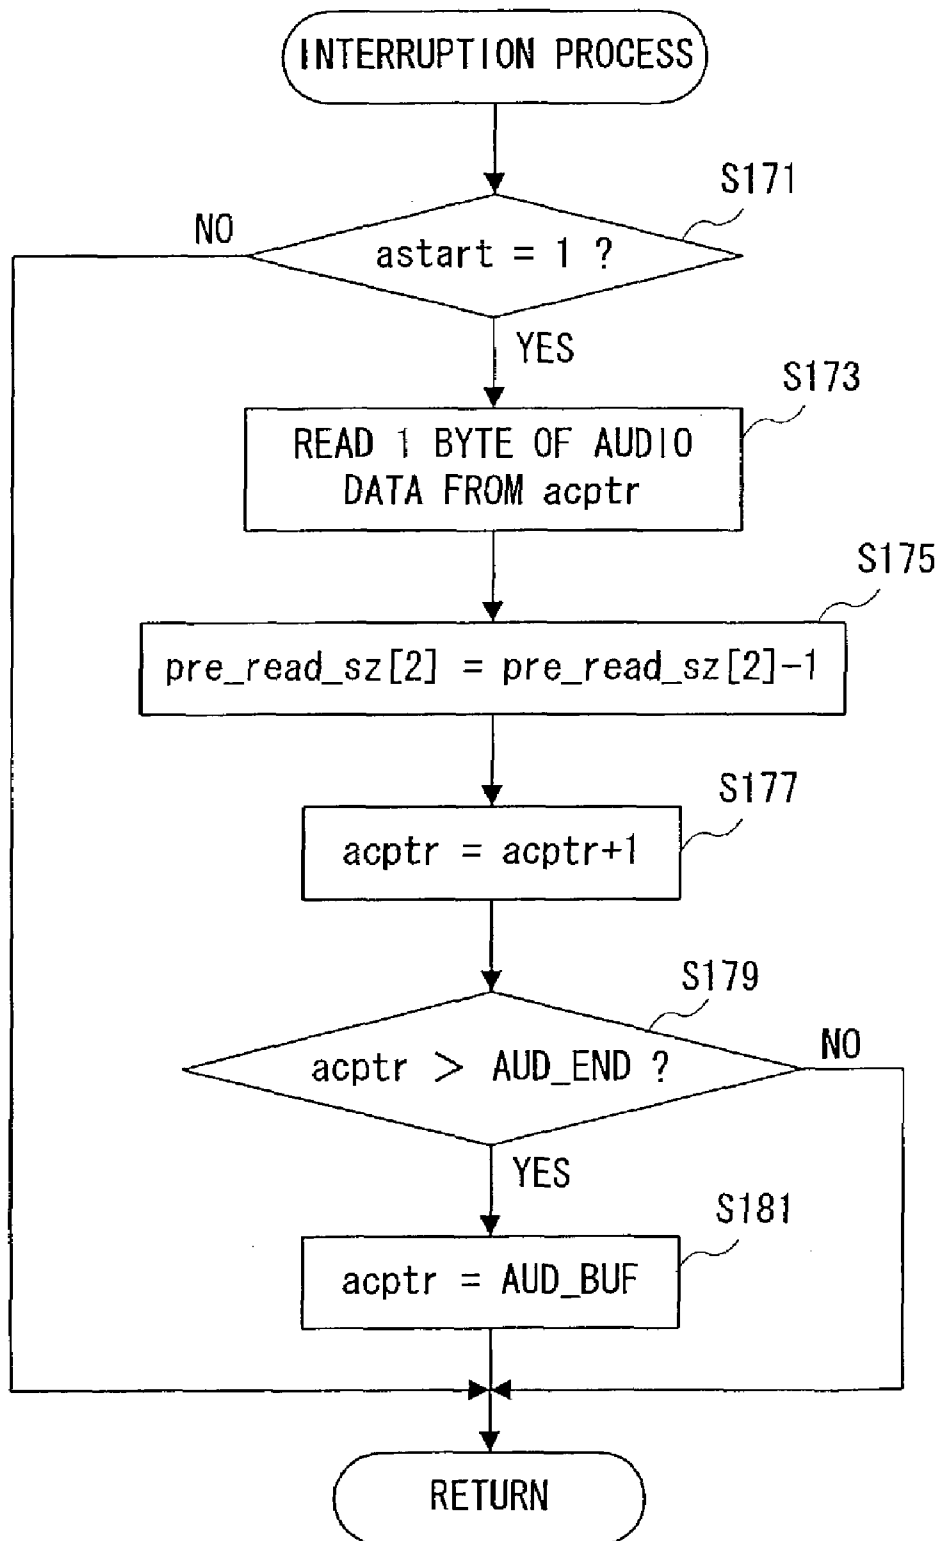 INTERRUPTION PROCESS
S171
NO
astart = 1 ?
YES
S173
READ 1 BYTE OF AUDIO
DATA FROM acptr
S175
pre_read_sz[2] = pre_read_sz[2]-1
S177
acptr = acptr+1
S179
acptr > AUD_END ?
NO
YES
S181
acptr = AUD_BUF
RETURN